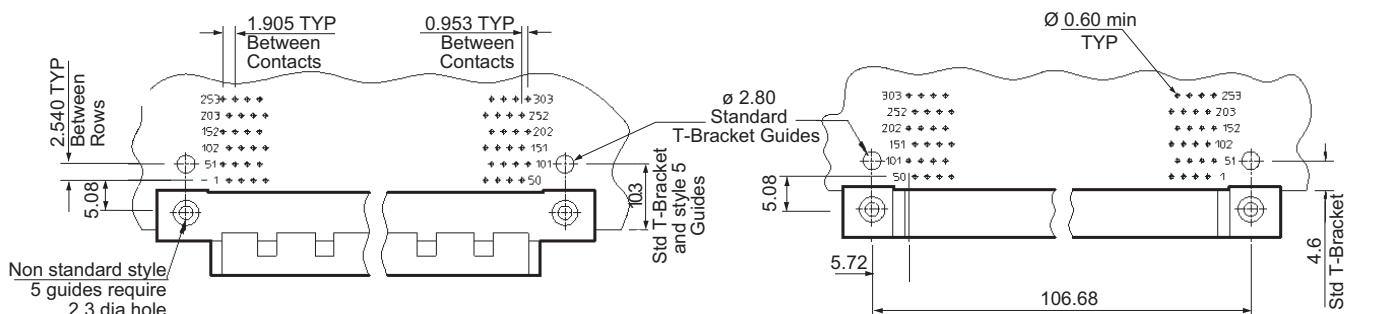 1.905 TYP
Between
Contacts
0.953 TYP
Between
Contacts
2.540 TYP
Between
Rows
5.08
253
203
152
102
51
1
303
252
202
151
101
50
ø 2.80
Standard
T-Bracket Guides
10.3
Std T-Bracket
and style 5
Guides
Non standard style
5 guides require
2.3 dia hole
Ø 0.60 min
TYP
303
252
202
151
101
50
253
203
152
102
51
1
5.08
5.72
106.68
4.6
Std T-Bracket